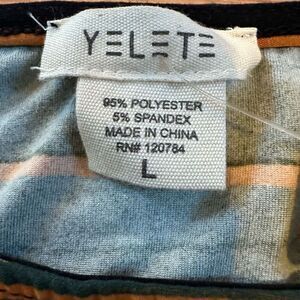 YELETE
95% POLYESTER
5% SPANDEX
MADE IN CHINA
RN# 120784
L